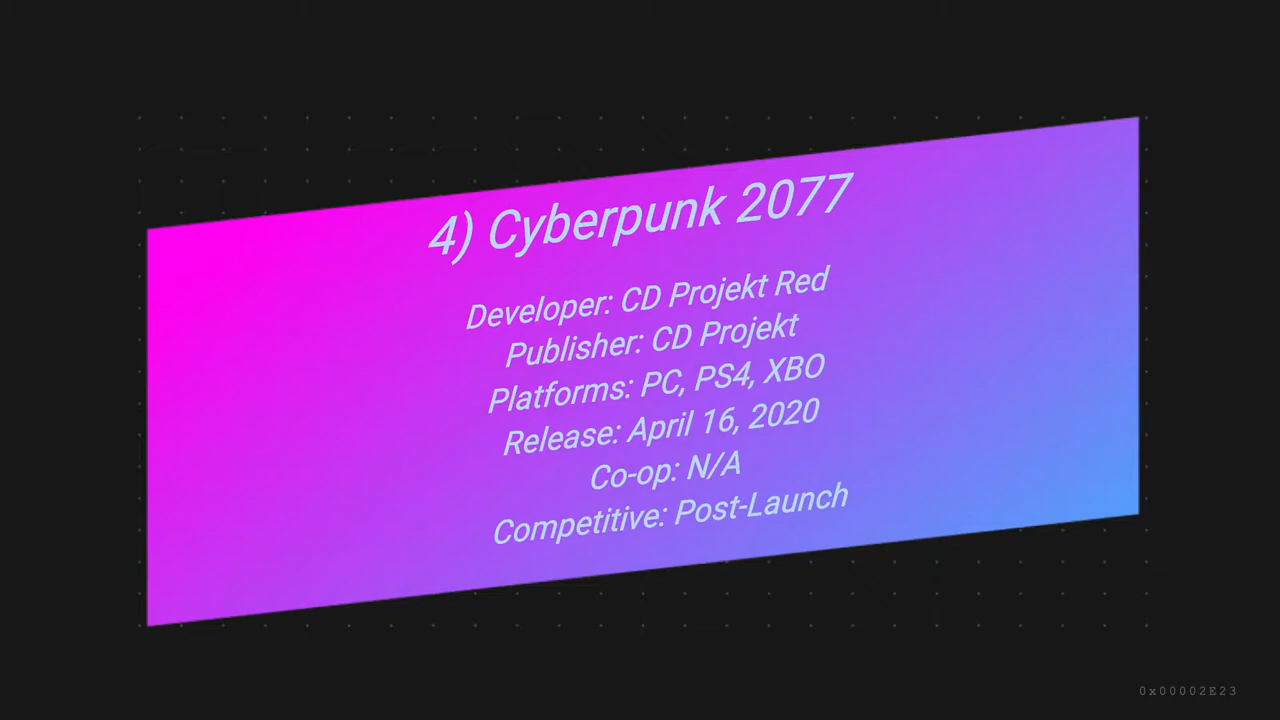 4) Cyberpunk 2077
Developer: CD Projekt Red
Publisher: CD Projekt
Platforms: PC, PS4, XBO
Release: April 16, 2020
Co-op: N/A
Competitive: Post-Launch
0x00002E23